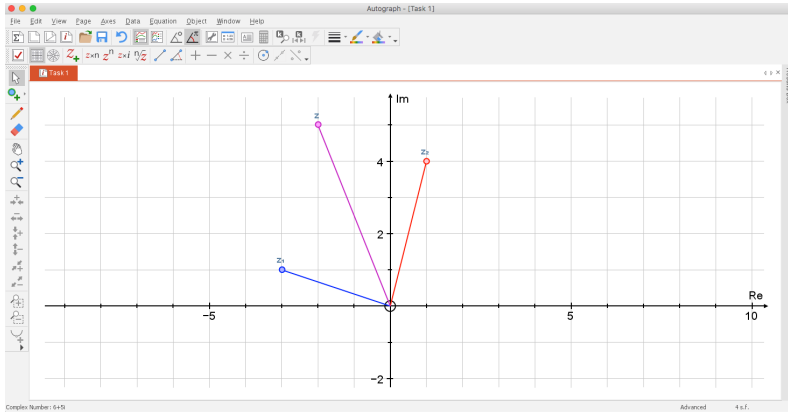 Autograph - [Task 1]
File Edit View Page Axes Data Equation Object Window Help
z×n zⁿ z×i ⁿ√z
Task 1
Im
Re
z
z₂
z₁
4
2
−5
5
10
−2
Complex Number: 6+5i
Advanced
4 s.f.